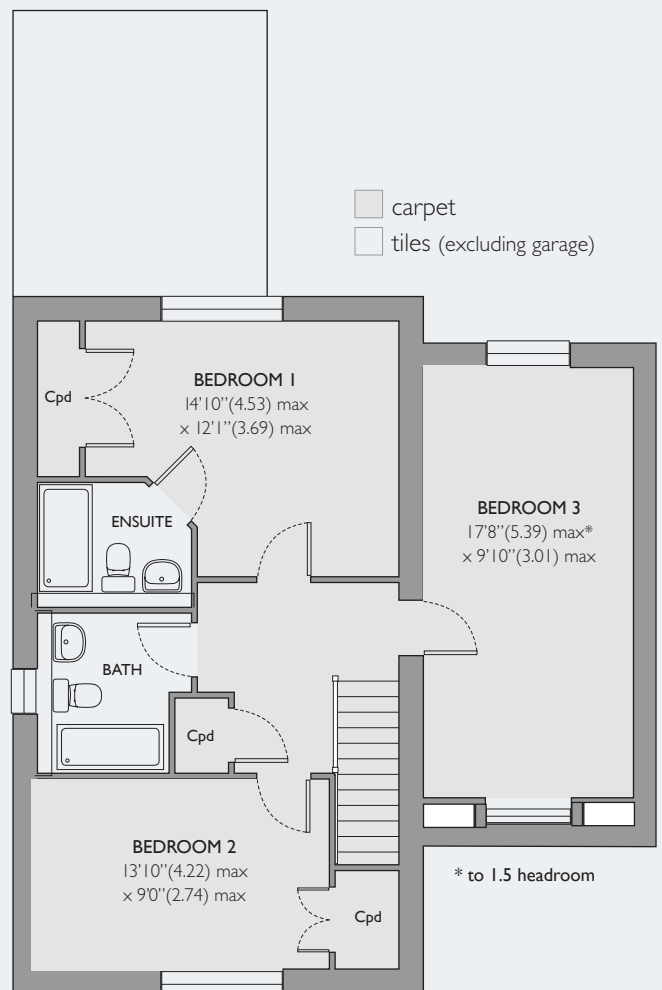 carpet
tiles (excluding garage)
BEDROOM 1
14'10"(4.53) max
x 12'1"(3.69) max
Cpd
ENSUITE
BEDROOM 3
17'8"(5.39) max*
x 9'10"(3.01) max
BATH
Cpd
BEDROOM 2
13'10"(4.22) max
x 9'0"(2.74) max
Cpd
* to 1.5 headroom